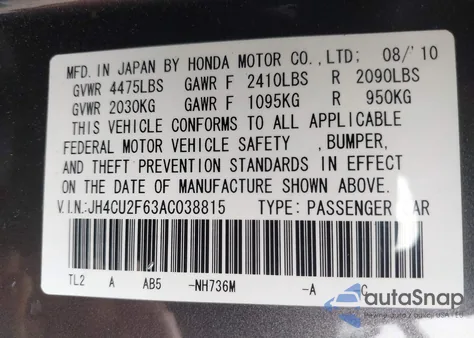 MFD. IN JAPAN BY HONDA MOTOR CO.,LTD; 08/'10
GVWR 4475LBS GAWR F 2410LBS R 2090LBS
GVWR 2030KG GAWR F 1095KG R 950KG
THIS VEHICLE CONFORMS TO ALL APPLICABLE
FEDERAL MOTOR VEHICLE SAFETY , BUMPER,
AND THEFT PREVENTION STANDARDS IN EFFECT
ON THE DATE OF MANUFACTURE SHOWN ABOVE.
V.I.N:JH4CU2F63AC038815 TYPE: PASSENGER CAR
TL2 A AB5 -NH736M -A -C
autaSnap